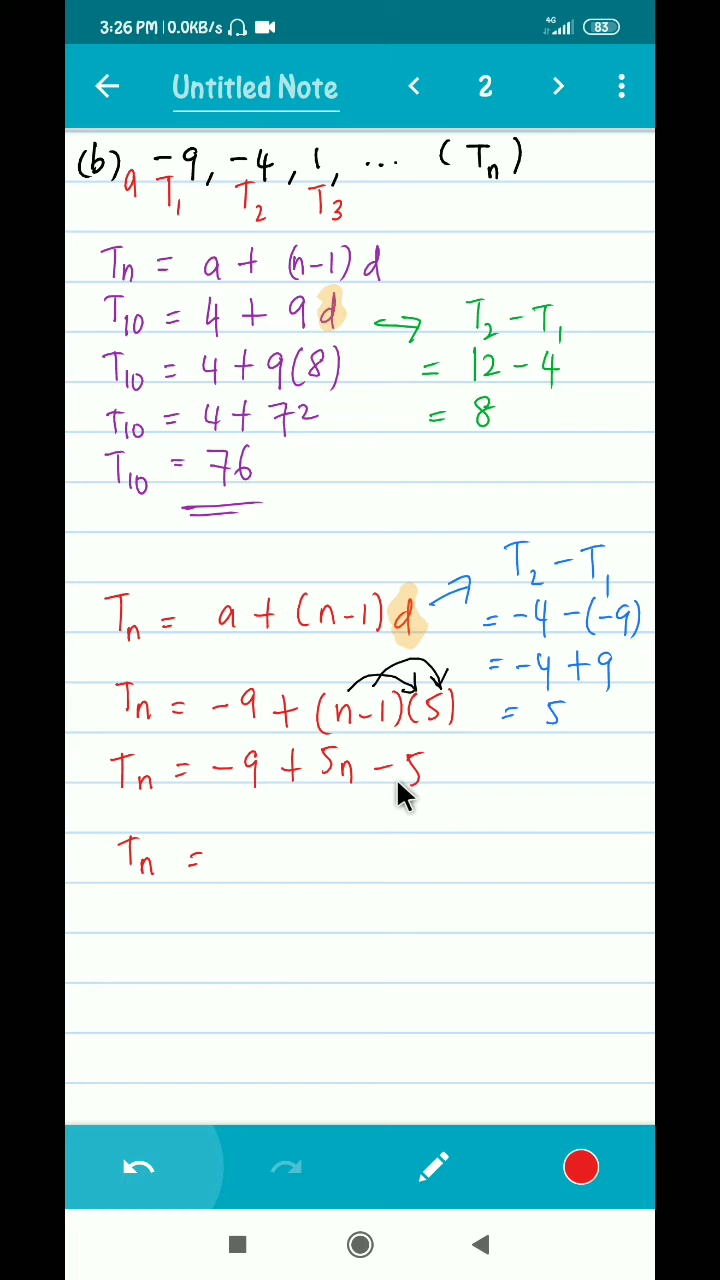 3:26 PM | 0.0KB/s 4G 83
Untitled Note 2
(b) -9, -4, 1, ... (Tn)
a T1 T2 T3
Tn = a + (n-1)d
T10 = 4 + 9d → T2 - T1
T10 = 4 + 9(8) = 12 - 4
T10 = 4 + 72 = 8
T10 = 76
T2 - T1
Tn = a + (n-1)d = -4 - (-9)
= -4 + 9
Tn = -9 + (n-1)(5) = 5
Tn = -9 + 5n - 5
Tn =